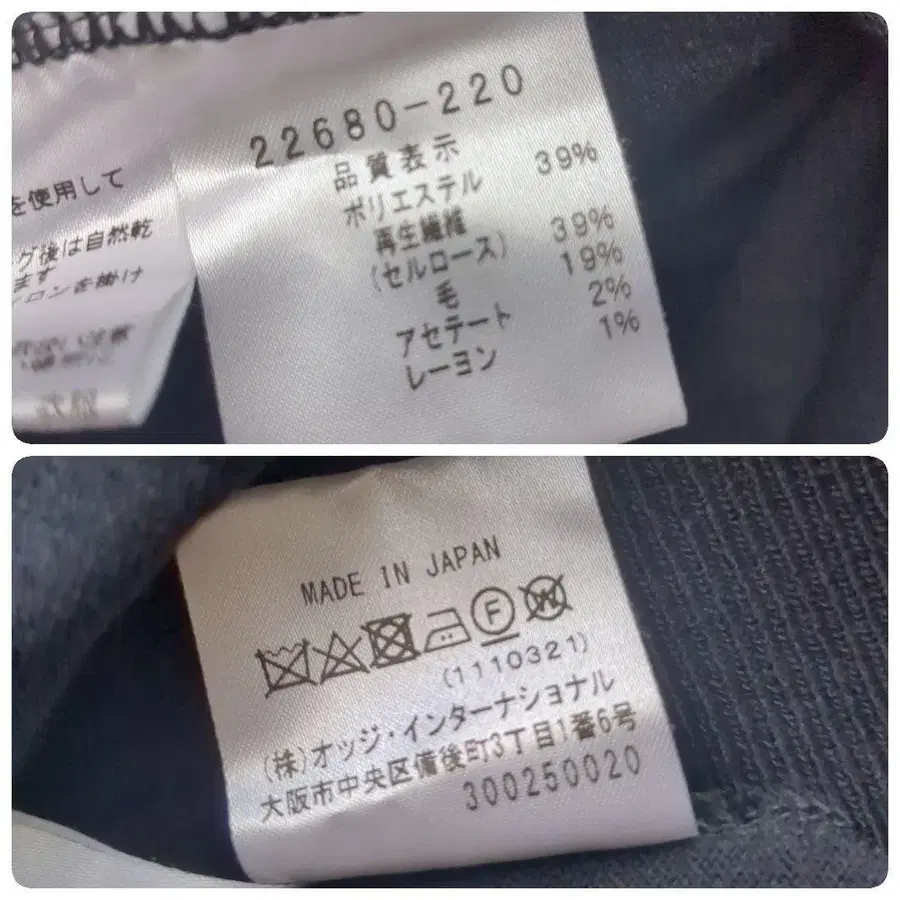 を使用して
グ後は自然乾
ます
イロンを掛け
22680-220
品質表示
ポリエステル 39%
再生繊維
(セルロース) 39%
毛 19%
アセテート 2%
レーヨン 1%
MADE IN JAPAN
F W
(1110321)
(株)オッジ・インターナショナル
大阪市中央区備後町3丁目1番6号
300250020